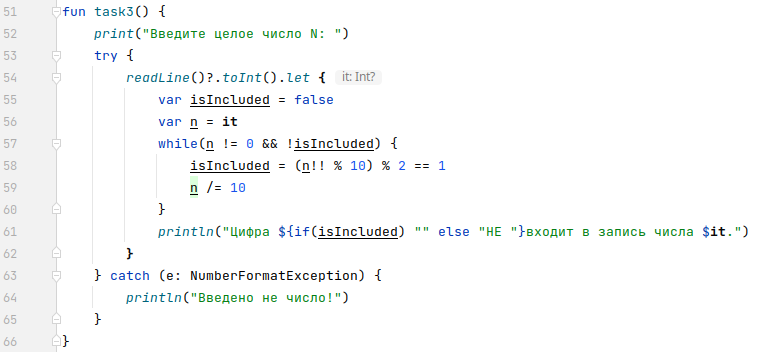 51 fun task3() {
52     print("Введите целое число N: ")
53     try {
54         readLine()?.toInt().let { it: Int?
55             var isIncluded = false
56             var n = it
57             while(n != 0 && !isIncluded) {
58                 isIncluded = (n!! % 10) % 2 == 1
59                 n /= 10
60             }
61             println("Цифра ${if(isIncluded) "" else "НЕ "}входит в запись числа $it.")
62         }
63     } catch (e: NumberFormatException) {
64         println("Введено не число!")
65     }
66 }